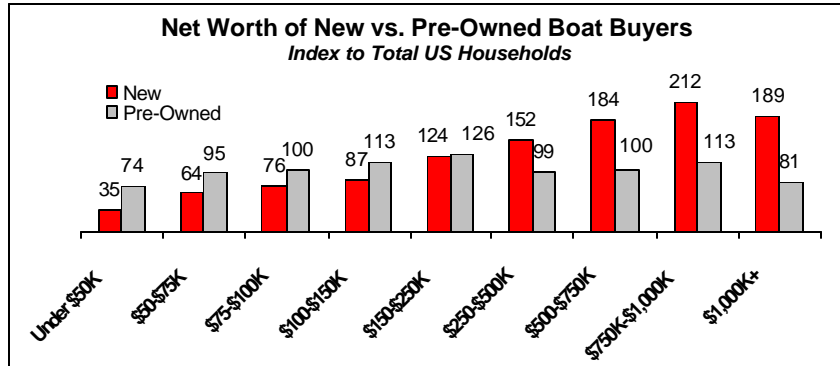 Net Worth of New vs. Pre-Owned Boat Buyers
Index to Total US Households
New
Pre-Owned
35 74 64 95 76 100 87 113 124 126 152 99 184 100 212 113 189 81
Under $50K $50-$75K $75-$100K $100-$150K $150-$250K $250-$500K $500-$750K $750K-$1,000K $1,000K+